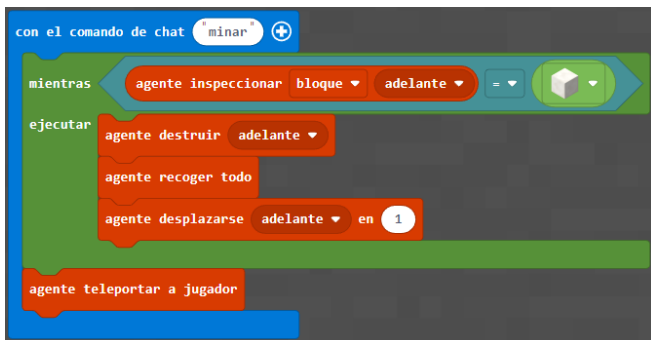 con el comando de chat "minar"
mientras agente inspeccionar bloque adelante =
ejecutar agente destruir adelante
agente recoger todo
agente desplazarse adelante en 1
agente teleportar a jugador